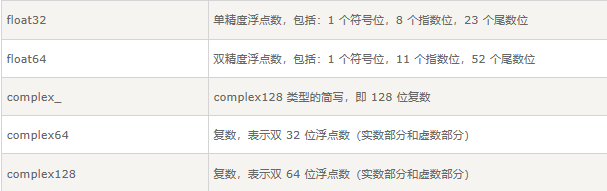 float32 单精度浮点数，包括：1 个符号位，8 个指数位，23 个尾数位
float64 双精度浮点数，包括：1 个符号位，11 个指数位，52 个尾数位
complex_ complex128 类型的简写，即 128 位复数
complex64 复数，表示双 32 位浮点数（实数部分和虚数部分）
complex128 复数，表示双 64 位浮点数（实数部分和虚数部分）